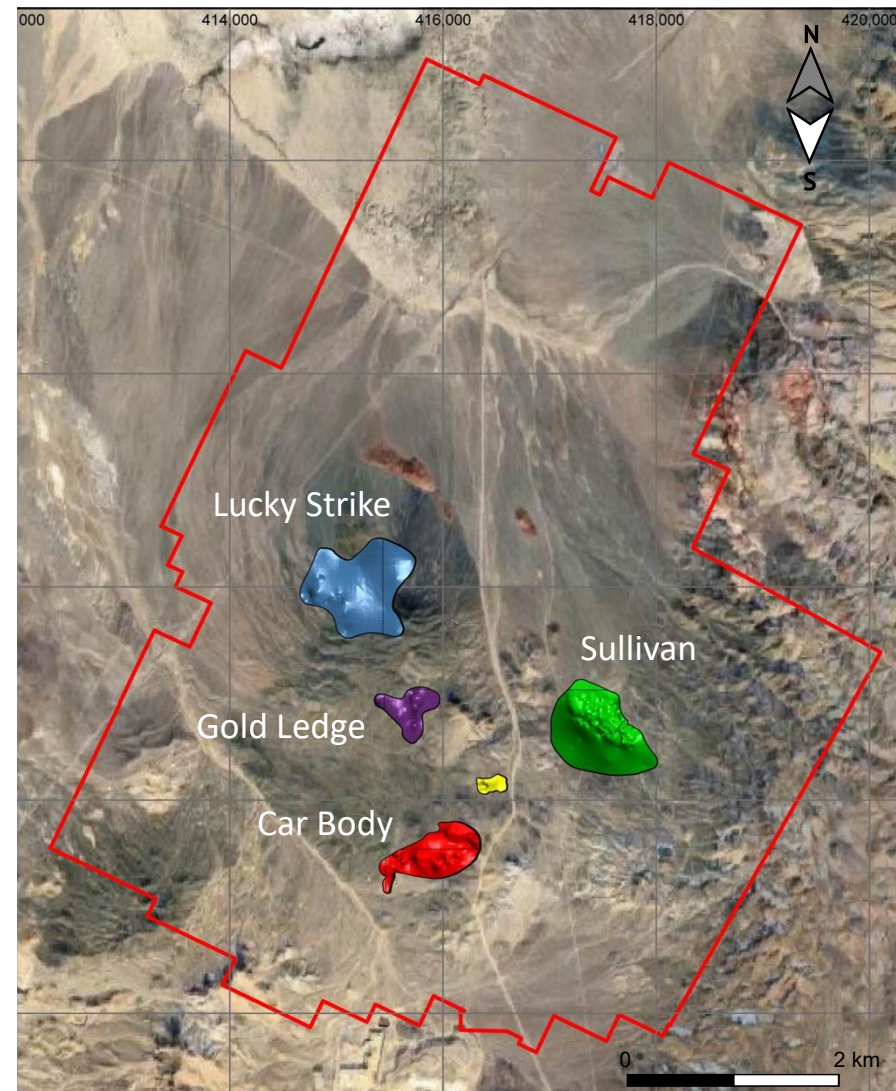 000
414,000
416,000
418,000
420,000
N
S
Lucky Strike
Sullivan
Gold Ledge
Car Body
0
2 km